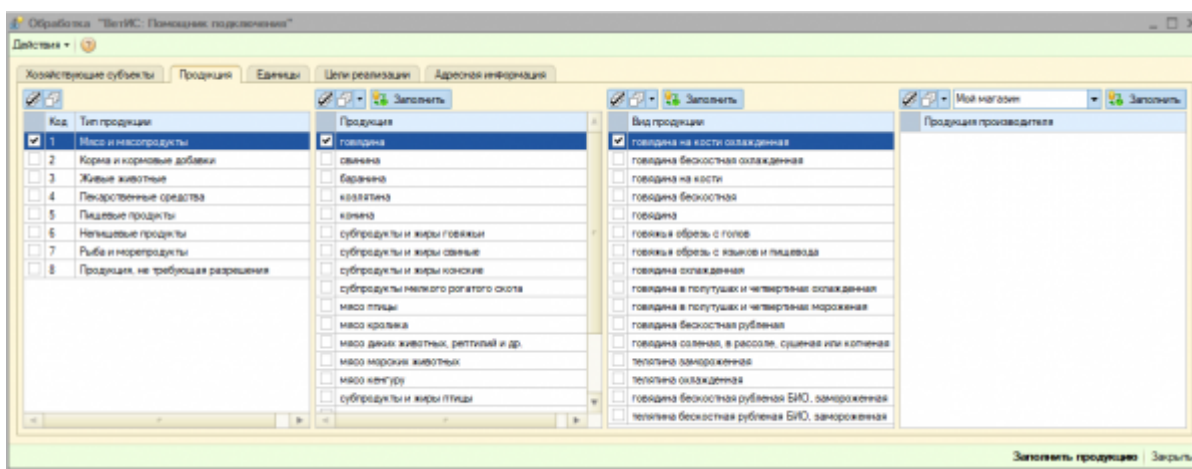 Обработка "ВетИС: Помощник подключения"
Действия
Хозяйствующие субъекты Продукция Единицы Цели реализации Адресная информация
Заполнить Заполнить Мой магазин Заполнить
Код Тип продукции Продукция Вид продукции Продукция производителя
1 Мясо и мясопродукты говядина говядина на кости охлажденная
2 Корма и кормовые добавки свинина говядина бескостная охлажденная
3 Живые животные баранина говядина на кости
4 Лекарственные средства козлятина говядина бескостная
5 Пищевые продукты конина говядина
6 Непищевые продукты субпродукты и жиры говяжьи говяжья обрезь с голов
7 Рыба и морепродукты субпродукты и жиры свиные говяжья обрезь с языков и пищевода
8 Продукция, не требующая разрешения субпродукты и жиры конские говядина охлажденная
субпродукты мелкого рогатого скота говядина в полутушах и четвертинах охлажденная
мясо птицы говядина в полутушах и четвертинах мороженая
мясо кролика говядина бескостная рубленая
мясо диких животных, рептилий и др. говядина соленая, в рассоле, сушеная или копченая
мясо морских животных телятина замороженная
мясо кенгуру телятина охлажденная
субпродукты и жиры птицы говядина бескостная рубленая БИО, замороженная
телятина бескостная рубленая БИО, замороженная
Заполнить продукцию Закрыть